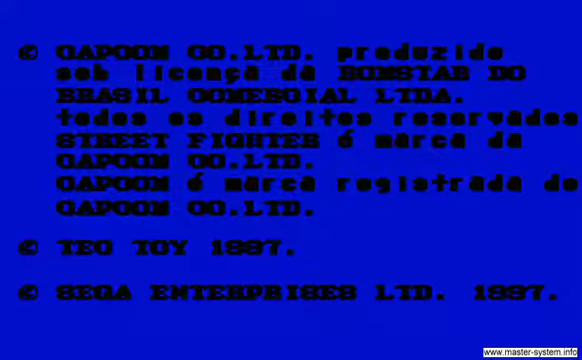 © CAPCOM CO.LTD. produzido
sob licença da ROMSTAR DO
BRASIL COMERCIAL LTDA.
todos os direitos reservados
STREET FIGHTER é marca da
CAPCOM CO.LTD.
CAPCOM é marca registrada de
CAPCOM CO.LTD.
© TEC TOY 1997.
© SEGA ENTERPRISES LTD. 1997.
www.master-system.info